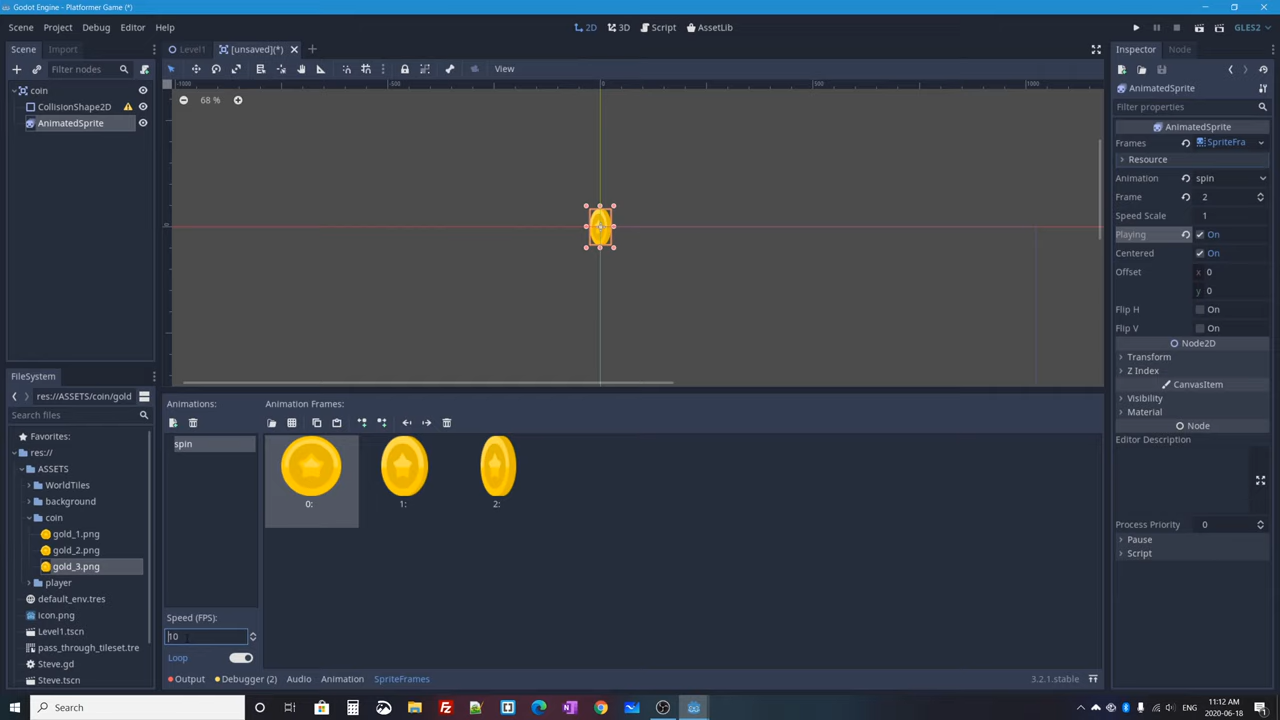 Godot Engine - Platformer Game (*)
Scene Project Debug Editor Help
2D 3D Script AssetLib
GLES2
Scene Import
Level1 [unsaved](*)
Inspector Node
Filter nodes
View
AnimatedSprite
coin
68 %
Filter properties
CollisionShape2D
AnimatedSprite
AnimatedSprite
Frames SpriteFra
Resource
Animation spin
Frame 2
Speed Scale 1
Playing On
Centered On
Offset x 0
y 0
Flip H On
Flip V On
Node2D
Transform
Z Index
CanvasItem
Visibility
Material
Node
Editor Description
Process Priority 0
Pause
Script
FileSystem
res://ASSETS/coin/gold
Search files
Favorites:
res://
ASSETS
WorldTiles
background
coin
gold_1.png
gold_2.png
gold_3.png
player
default_env.tres
icon.png
Level1.tscn
pass_through_tileset.tre
Steve.gd
Steve.tscn
Animations: Animation Frames:
spin
0: 1: 2:
Speed (FPS):
10
Loop
Output Debugger (2) Audio Animation SpriteFrames 3.2.1.stable
Search
11:12 AM
2020-06-18